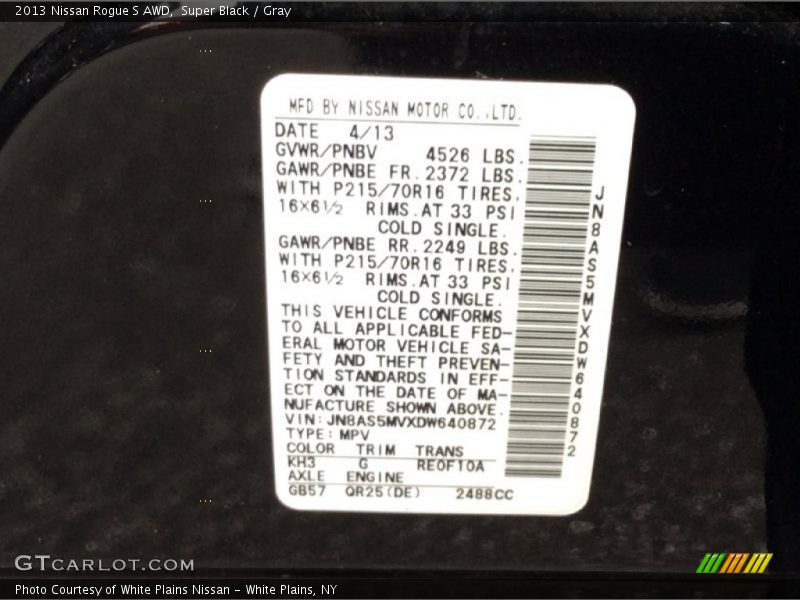 2013 Nissan Rogue S AWD,  Super Black / Gray
MFD BY NISSAN MOTOR CO.,LTD.
DATE 4/13
GVWR/PNBV 4526 LBS.
GAWR/PNBE FR. 2372 LBS.
WITH P215/70R16 TIRES,
16×6½ RIMS. AT 33 PSI
COLD SINGLE.
GAWR/PNBE RR. 2249 LBS.
WITH P215/70R16 TIRES,
16×6½ RIMS. AT 33 PSI
COLD SINGLE.
THIS VEHICLE CONFORMS
TO ALL APPLICABLE FED-
ERAL MOTOR VEHICLE SA-
FETY AND THEFT PREVEN-
TION STANDARDS IN EFF-
ECT ON THE DATE OF MA-
NUFACTURE SHOWN ABOVE.
VIN: JN8AS5MVXDW640872
TYPE: MPV
COLOR TRIM TRANS
KH3 G RE0F10A
AXLE ENGINE
GB57 QR25(DE) 2488CC
JN8AS5MVXDW640872
GTCARLOT.COM
Photo Courtesy of White Plains Nissan - White Plains, NY